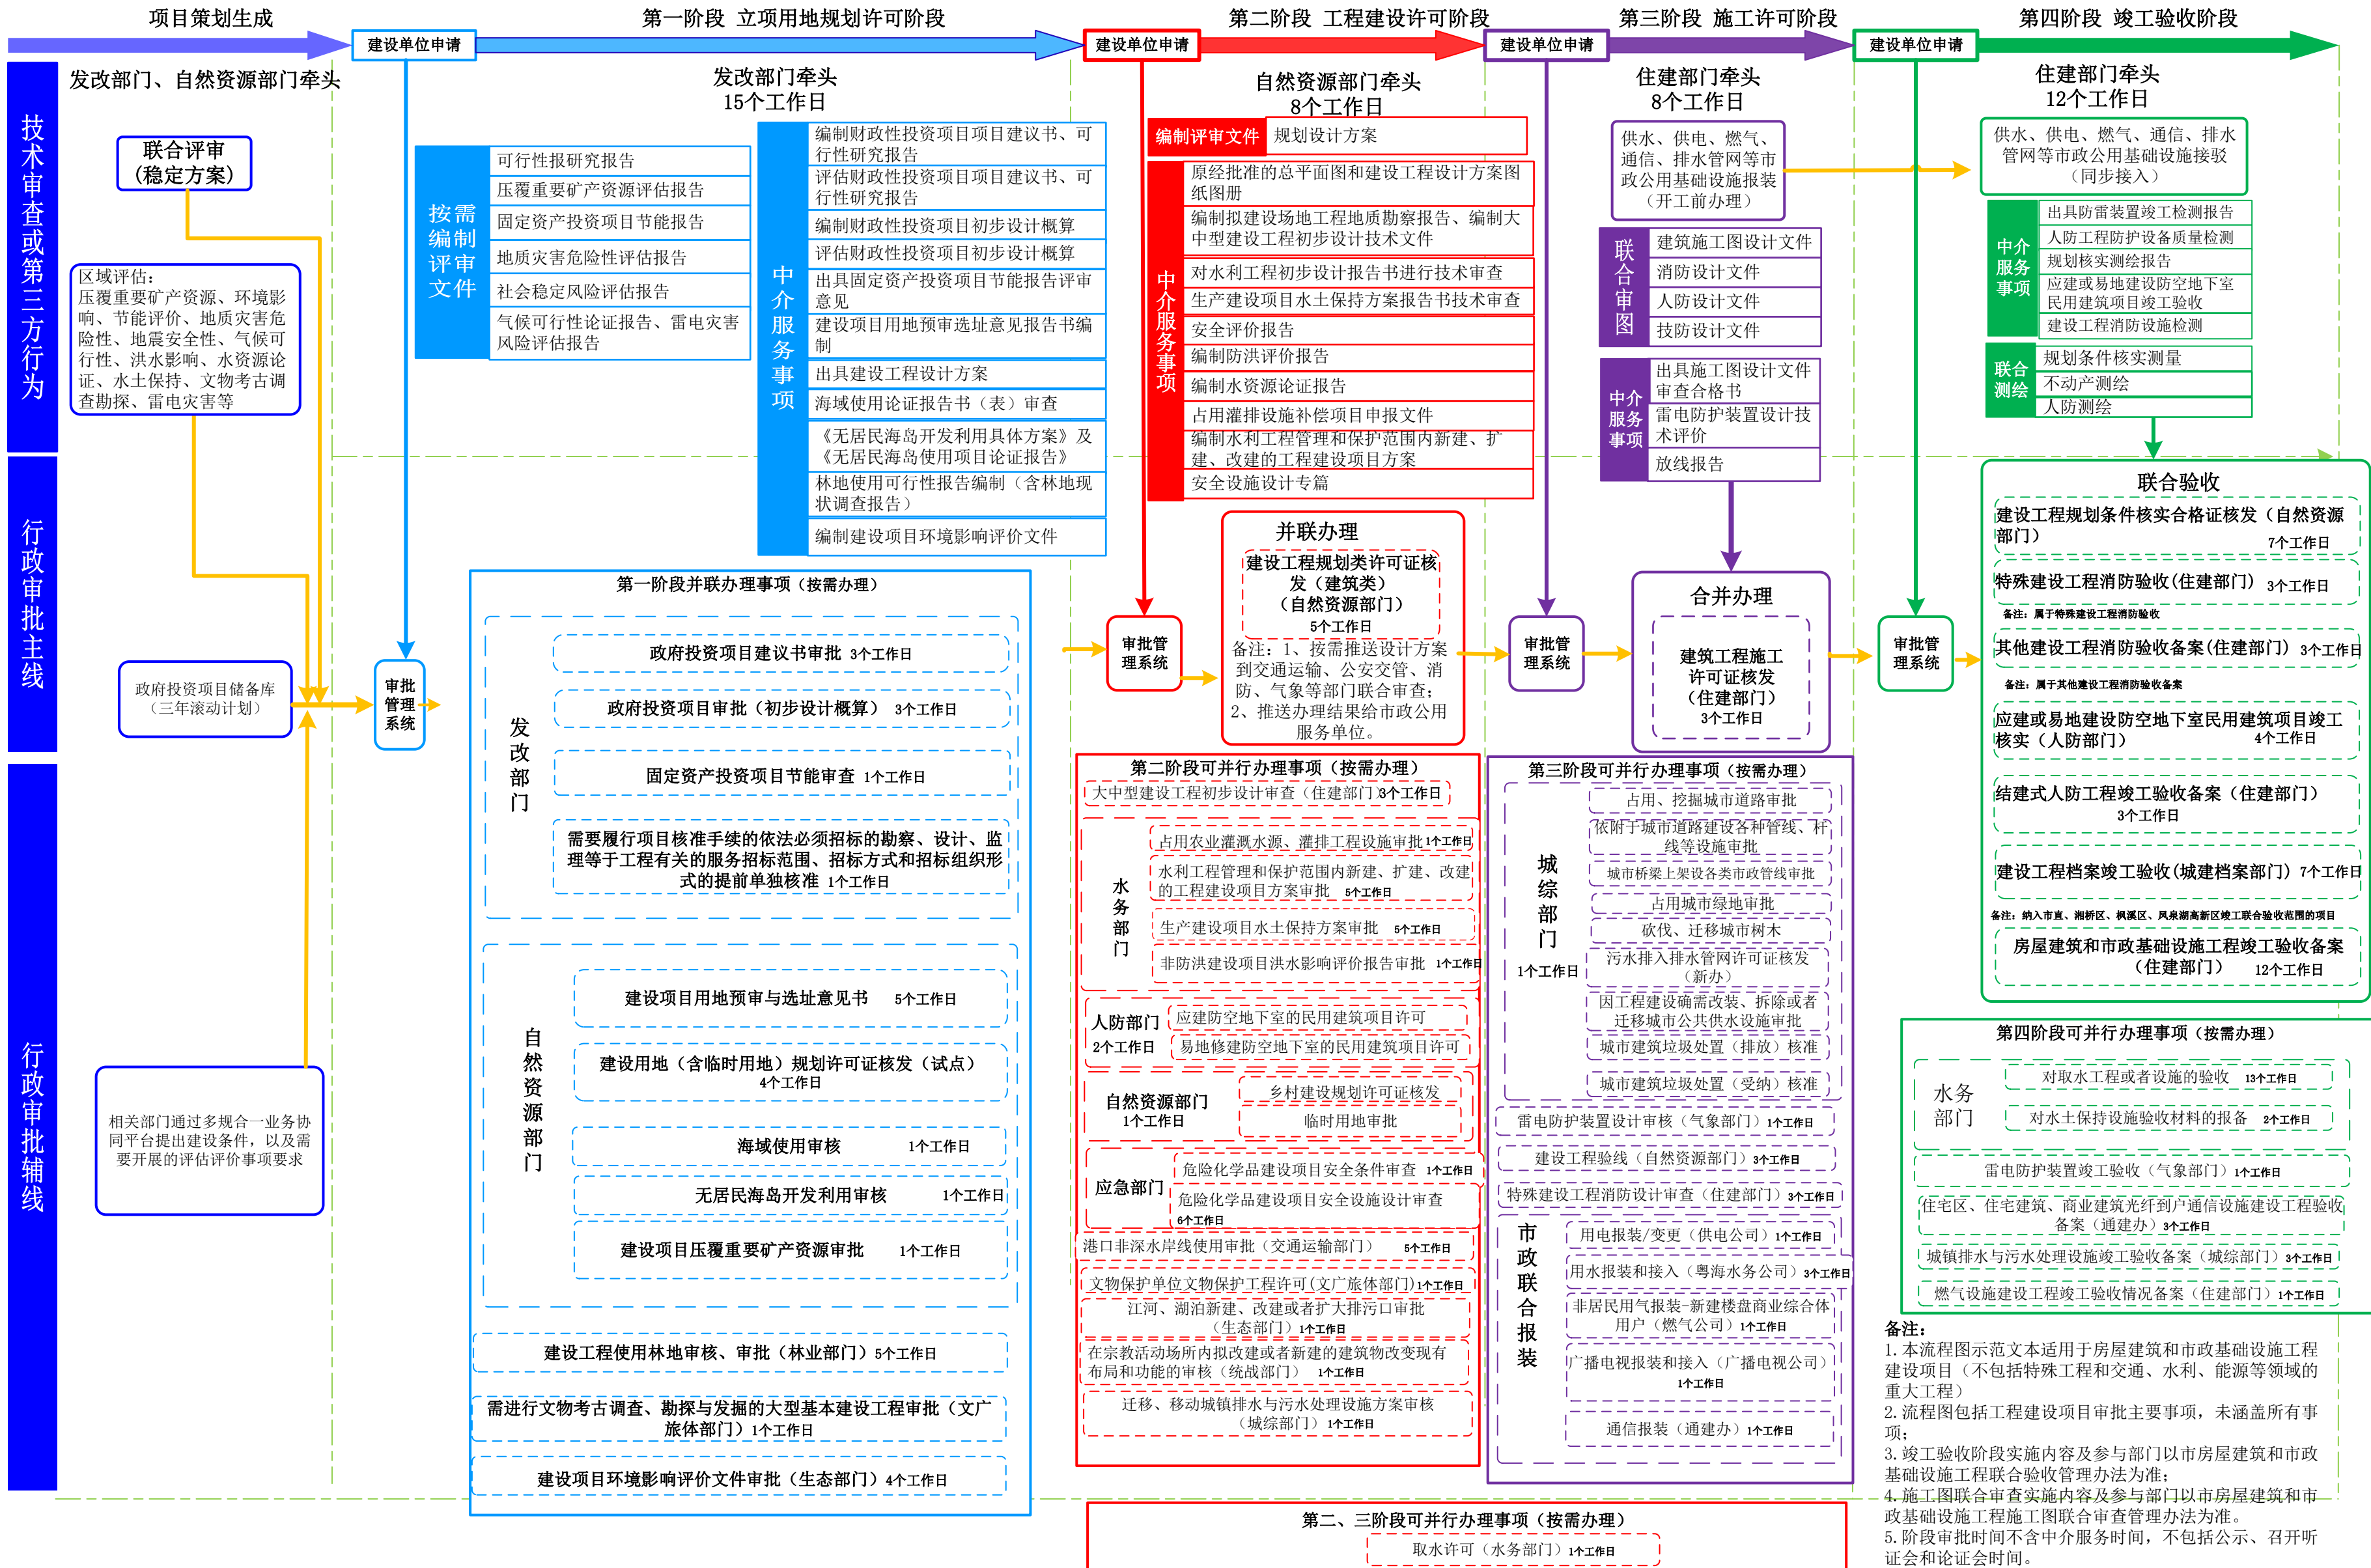 项目策划生成
第一阶段 立项用地规划许可阶段
第二阶段 工程建设许可阶段
第三阶段 施工许可阶段
第四阶段 竣工验收阶段
建设单位申请
建设单位申请
建设单位申请
建设单位申请
技术审查或第三方行为
行政审批主线
行政审批辅线
发改部门、自然资源部门牵头
联合评审
(稳定方案)
区域评估:
压覆重要矿产资源、环境影
响、节能评价、地质灾害危
险性、地震安全性、气候可
行性、洪水影响、水资源论
证、水土保持、文物考古调
查勘探、雷电灾害等
政府投资项目储备库
（三年滚动计划）
相关部门通过多规合一业务协
同平台提出建设条件，以及需
要开展的评估评价事项要求
发改部门牵头
15个工作日
按需
编制
评审
文件
可行性报研究报告
压覆重要矿产资源评估报告
固定资产投资项目节能报告
地质灾害危险性评估报告
社会稳定风险评估报告
气候可行性论证报告、雷电灾害
风险评估报告
中介服务事项
编制财政性投资项目项目建议书、可
行性研究报告
评估财政性投资项目项目建议书、可
行性研究报告
编制财政性投资项目初步设计概算
评估财政性投资项目初步设计概算
出具固定资产投资项目节能报告评审
意见
建设项目用地预审选址意见报告书编
制
出具建设工程设计方案
海域使用论证报告书（表）审查
《无居民海岛开发利用具体方案》及
《无居民海岛使用项目论证报告》
林地使用可行性报告编制（含林地现
状调查报告）
编制建设项目环境影响评价文件
审批
管理
系统
第一阶段并联办理事项（按需办理）
发改部门
政府投资项目建议书审批 3个工作日
政府投资项目审批（初步设计概算） 3个工作日
固定资产投资项目节能审查 1个工作日
需要履行项目核准手续的依法必须招标的勘察、设计、监
理等于工程有关的服务招标范围、招标方式和招标组织形
式的提前单独核准 1个工作日
自然资源部门
建设项目用地预审与选址意见书 5个工作日
建设用地（含临时用地）规划许可证核发（试点）
4个工作日
海域使用审核 1个工作日
无居民海岛开发利用审核 1个工作日
建设项目压覆重要矿产资源审批 1个工作日
建设工程使用林地审核、审批（林业部门）5个工作日
需进行文物考古调查、勘探与发掘的大型基本建设工程审批（文广
旅体部门）1个工作日
建设项目环境影响评价文件审批（生态部门）4个工作日
自然资源部门牵头
8个工作日
编制评审文件
规划设计方案
中介服务事项
原经批准的总平面图和建设工程设计方案图
纸图册
编制拟建设场地工程地质勘察报告、编制大
中型建设工程初步设计技术文件
对水利工程初步设计报告书进行技术审查
生产建设项目水土保持方案报告书技术审查
安全评价报告
编制防洪评价报告
编制水资源论证报告
占用灌排设施补偿项目申报文件
编制水利工程管理和保护范围内新建、扩
建、改建的工程建设项目方案
安全设施设计专篇
审批管
理系统
并联办理
建设工程规划类许可证核
发（建筑类）
（自然资源部门）
5个工作日
备注：1、按需推送设计方案
到交通运输、公安交管、消
防、气象等部门联合审查；
2、推送办理结果给市政公用
服务单位。
第二阶段可并行办理事项（按需办理）
大中型建设工程初步设计审查（住建部门）3个工作日
水务部门
占用农业灌溉水源、灌排工程设施审批1个工作日
水利工程管理和保护范围内新建、扩建、改建
的工程建设项目方案审批 5个工作日
生产建设项目水土保持方案审批 5个工作日
非防洪建设项目洪水影响评价报告审批 1个工作日
人防部门
2个工作日
应建防空地下室的民用建筑项目许可
易地修建防空地下室的民用建筑项目许可
自然资源部门
1个工作日
乡村建设规划许可证核发
临时用地审批
应急部门
危险化学品建设项目安全条件审查 1个工作日
危险化学品建设项目安全设施设计审查
6个工作日
港口非深水岸线使用审批（交通运输部门） 5个工作日
文物保护单位文物保护工程许可(文广旅体部门)1个工作日
江河、湖泊新建、改建或者扩大排污口审批
（生态部门）1个工作日
在宗教活动场所内拟改建或者新建的建筑物改变现有
布局和功能的审核（统战部门） 1个工作日
迁移、移动城镇排水与污水处理设施方案审核
（城综部门）1个工作日
第二、三阶段可并行办理事项（按需办理）
取水许可（水务部门）1个工作日
住建部门牵头
8个工作日
供水、供电、燃气、
通信、排水管网等市
政公用基础设施报装
（开工前办理）
联合审图
建筑施工图设计文件
消防设计文件
人防设计文件
技防设计文件
中介
服务
事项
出具施工图设计文件
审查合格书
雷电防护装置设计技
术评价
放线报告
审批管
理系统
合并办理
建筑工程施工
许可证核发
（住建部门）
3个工作日
第三阶段可并行办理事项（按需办理）
城综部门
1个工作日
占用、挖掘城市道路审批
依附于城市道路建设各种管线、杆
线等设施审批
城市桥梁上架设各类市政管线审批
占用城市绿地审批
砍伐、迁移城市树木
污水排入排水管网许可证核发
（新办）
因工程建设确需改装、拆除或者
迁移城市公共供水设施审批
城市建筑垃圾处置（排放）核准
城市建筑垃圾处置（受纳）核准
雷电防护装置设计审核（气象部门）1个工作日
建设工程验线（自然资源部门）3个工作日
特殊建设工程消防设计审查（住建部门）3个工作日
市政联合报装
用电报装/变更（供电公司）1个工作日
用水报装和接入（粤海水务公司）3个工作日
非居民用气报装-新建楼盘商业综合体
用户（燃气公司）1个工作日
广播电视报装和接入（广播电视公司）
1个工作日
通信报装（通建办）1个工作日
住建部门牵头
12个工作日
供水、供电、燃气、通信、排水
管网等市政公用基础设施接驳
（同步接入）
中介
服务
事项
出具防雷装置竣工检测报告
人防工程防护设备质量检测
规划核实测绘报告
应建或易地建设防空地下室
民用建筑项目竣工验收
建设工程消防设施检测
联合
测绘
规划条件核实测量
不动产测绘
人防测绘
审批管
理系统
联合验收
建设工程规划条件核实合格证核发（自然资源
部门）
7个工作日
特殊建设工程消防验收(住建部门) 3个工作日
备注：属于特殊建设工程消防验收
其他建设工程消防验收备案(住建部门) 3个工作日
备注：属于其他建设工程消防验收备案
应建或易地建设防空地下室民用建筑项目竣工
核实（人防部门） 4个工作日
结建式人防工程竣工验收备案（住建部门）
3个工作日
建设工程档案竣工验收(城建档案部门) 7个工作日
备注：纳入市直、湘桥区、枫溪区、凤泉湖高新区竣工联合验收范围的项目
房屋建筑和市政基础设施工程竣工验收备案
（住建部门） 12个工作日
第四阶段可并行办理事项（按需办理）
水务
部门
对取水工程或者设施的验收 13个工作日
对水土保持设施验收材料的报备 2个工作日
雷电防护装置竣工验收（气象部门）1个工作日
住宅区、住宅建筑、商业建筑光纤到户通信设施建设工程验收
备案（通建办）3个工作日
城镇排水与污水处理设施竣工验收备案（城综部门）3个工作日
燃气设施建设工程竣工验收情况备案（住建部门）1个工作日
备注：
1.本流程图示范文本适用于房屋建筑和市政基础设施工程
建设项目（不包括特殊工程和交通、水利、能源等领域的
重大工程）
2.流程图包括工程建设项目审批主要事项，未涵盖所有事
项；
3.竣工验收阶段实施内容及参与部门以市房屋建筑和市政
基础设施工程联合验收管理办法为准；
4.施工图联合审查实施内容及参与部门以市房屋建筑和市
政基础设施工程施工图联合审查管理办法为准。
5.阶段审批时间不含中介服务时间，不包括公示、召开听
证会和论证会时间。